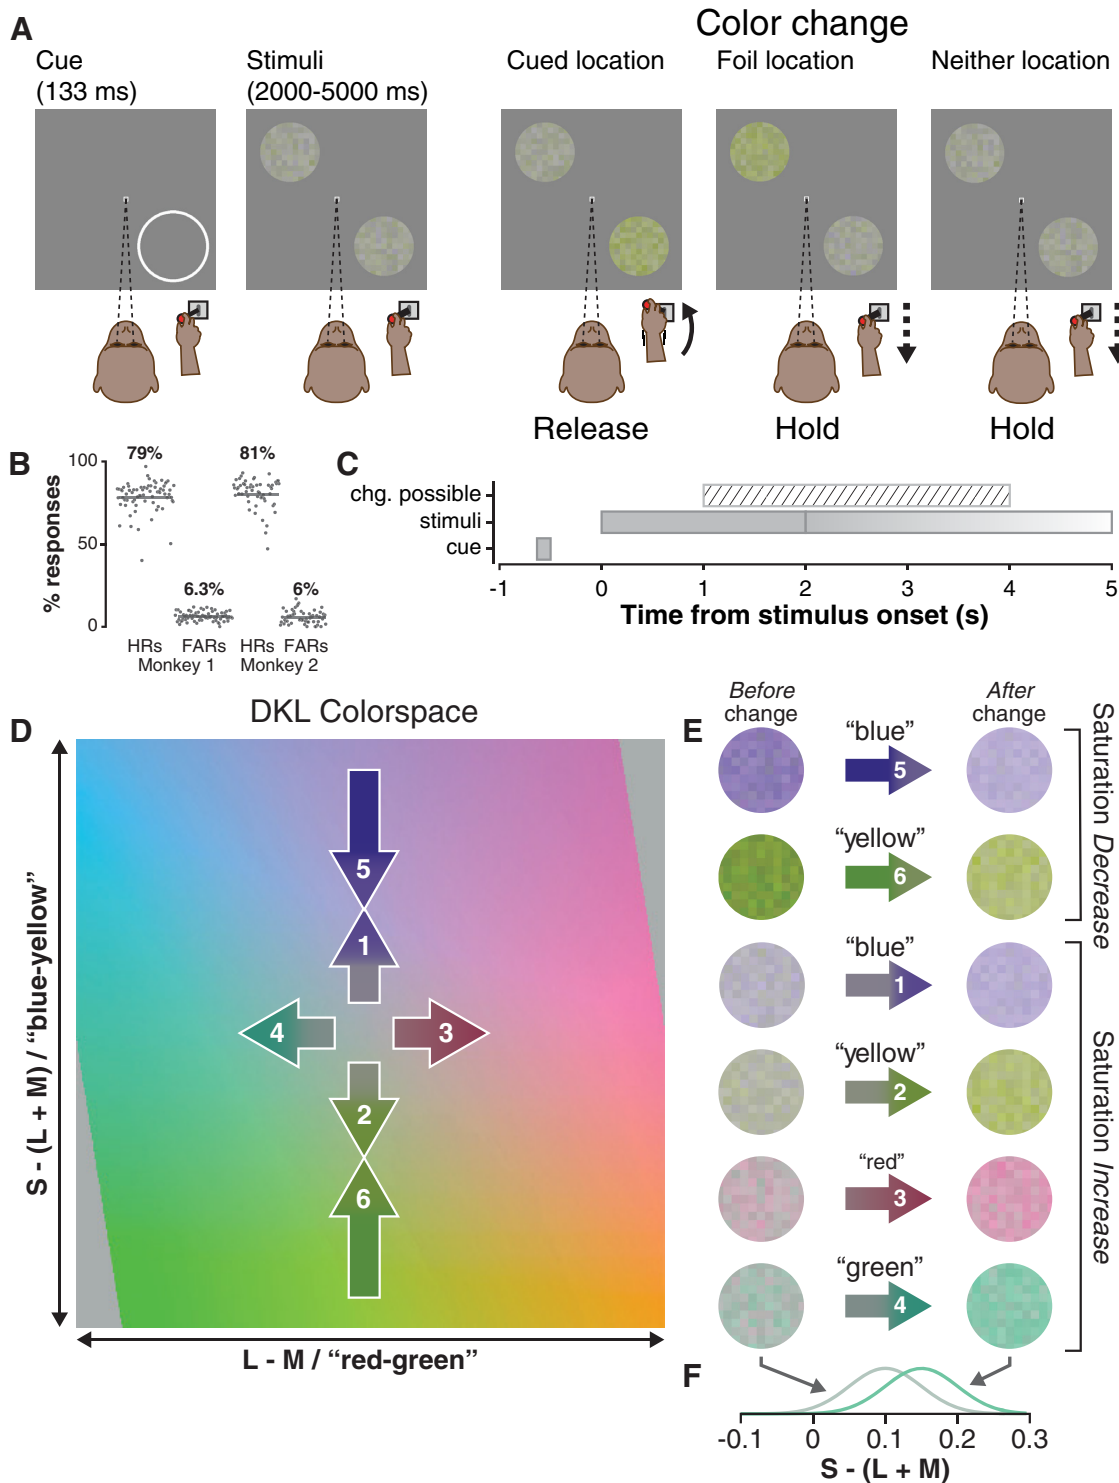 A
Color change
Cue
(133 ms)
Stimuli
(2000-5000 ms)
Cued location
Foil location
Neither location
Release
Hold
Hold
B
% responses
100
50
0
79%
6.3%
81%
6%
HRs FARs HRs FARs
Monkey 1 Monkey 2
C
chg. possible
stimuli
cue
-1 0 1 2 3 4 5
Time from stimulus onset (s)
D
DKL Colorspace
S - (L + M) / “blue-yellow”
5
1
4
3
2
6
L - M / “red-green”
E
Before
change
After
change
“blue”
5
“yellow”
6
“blue”
1
“yellow”
2
“red”
3
“green”
4
Saturation Decrease
Saturation Increase
F
-0.1 0 0.1 0.2 0.3
S - (L + M)